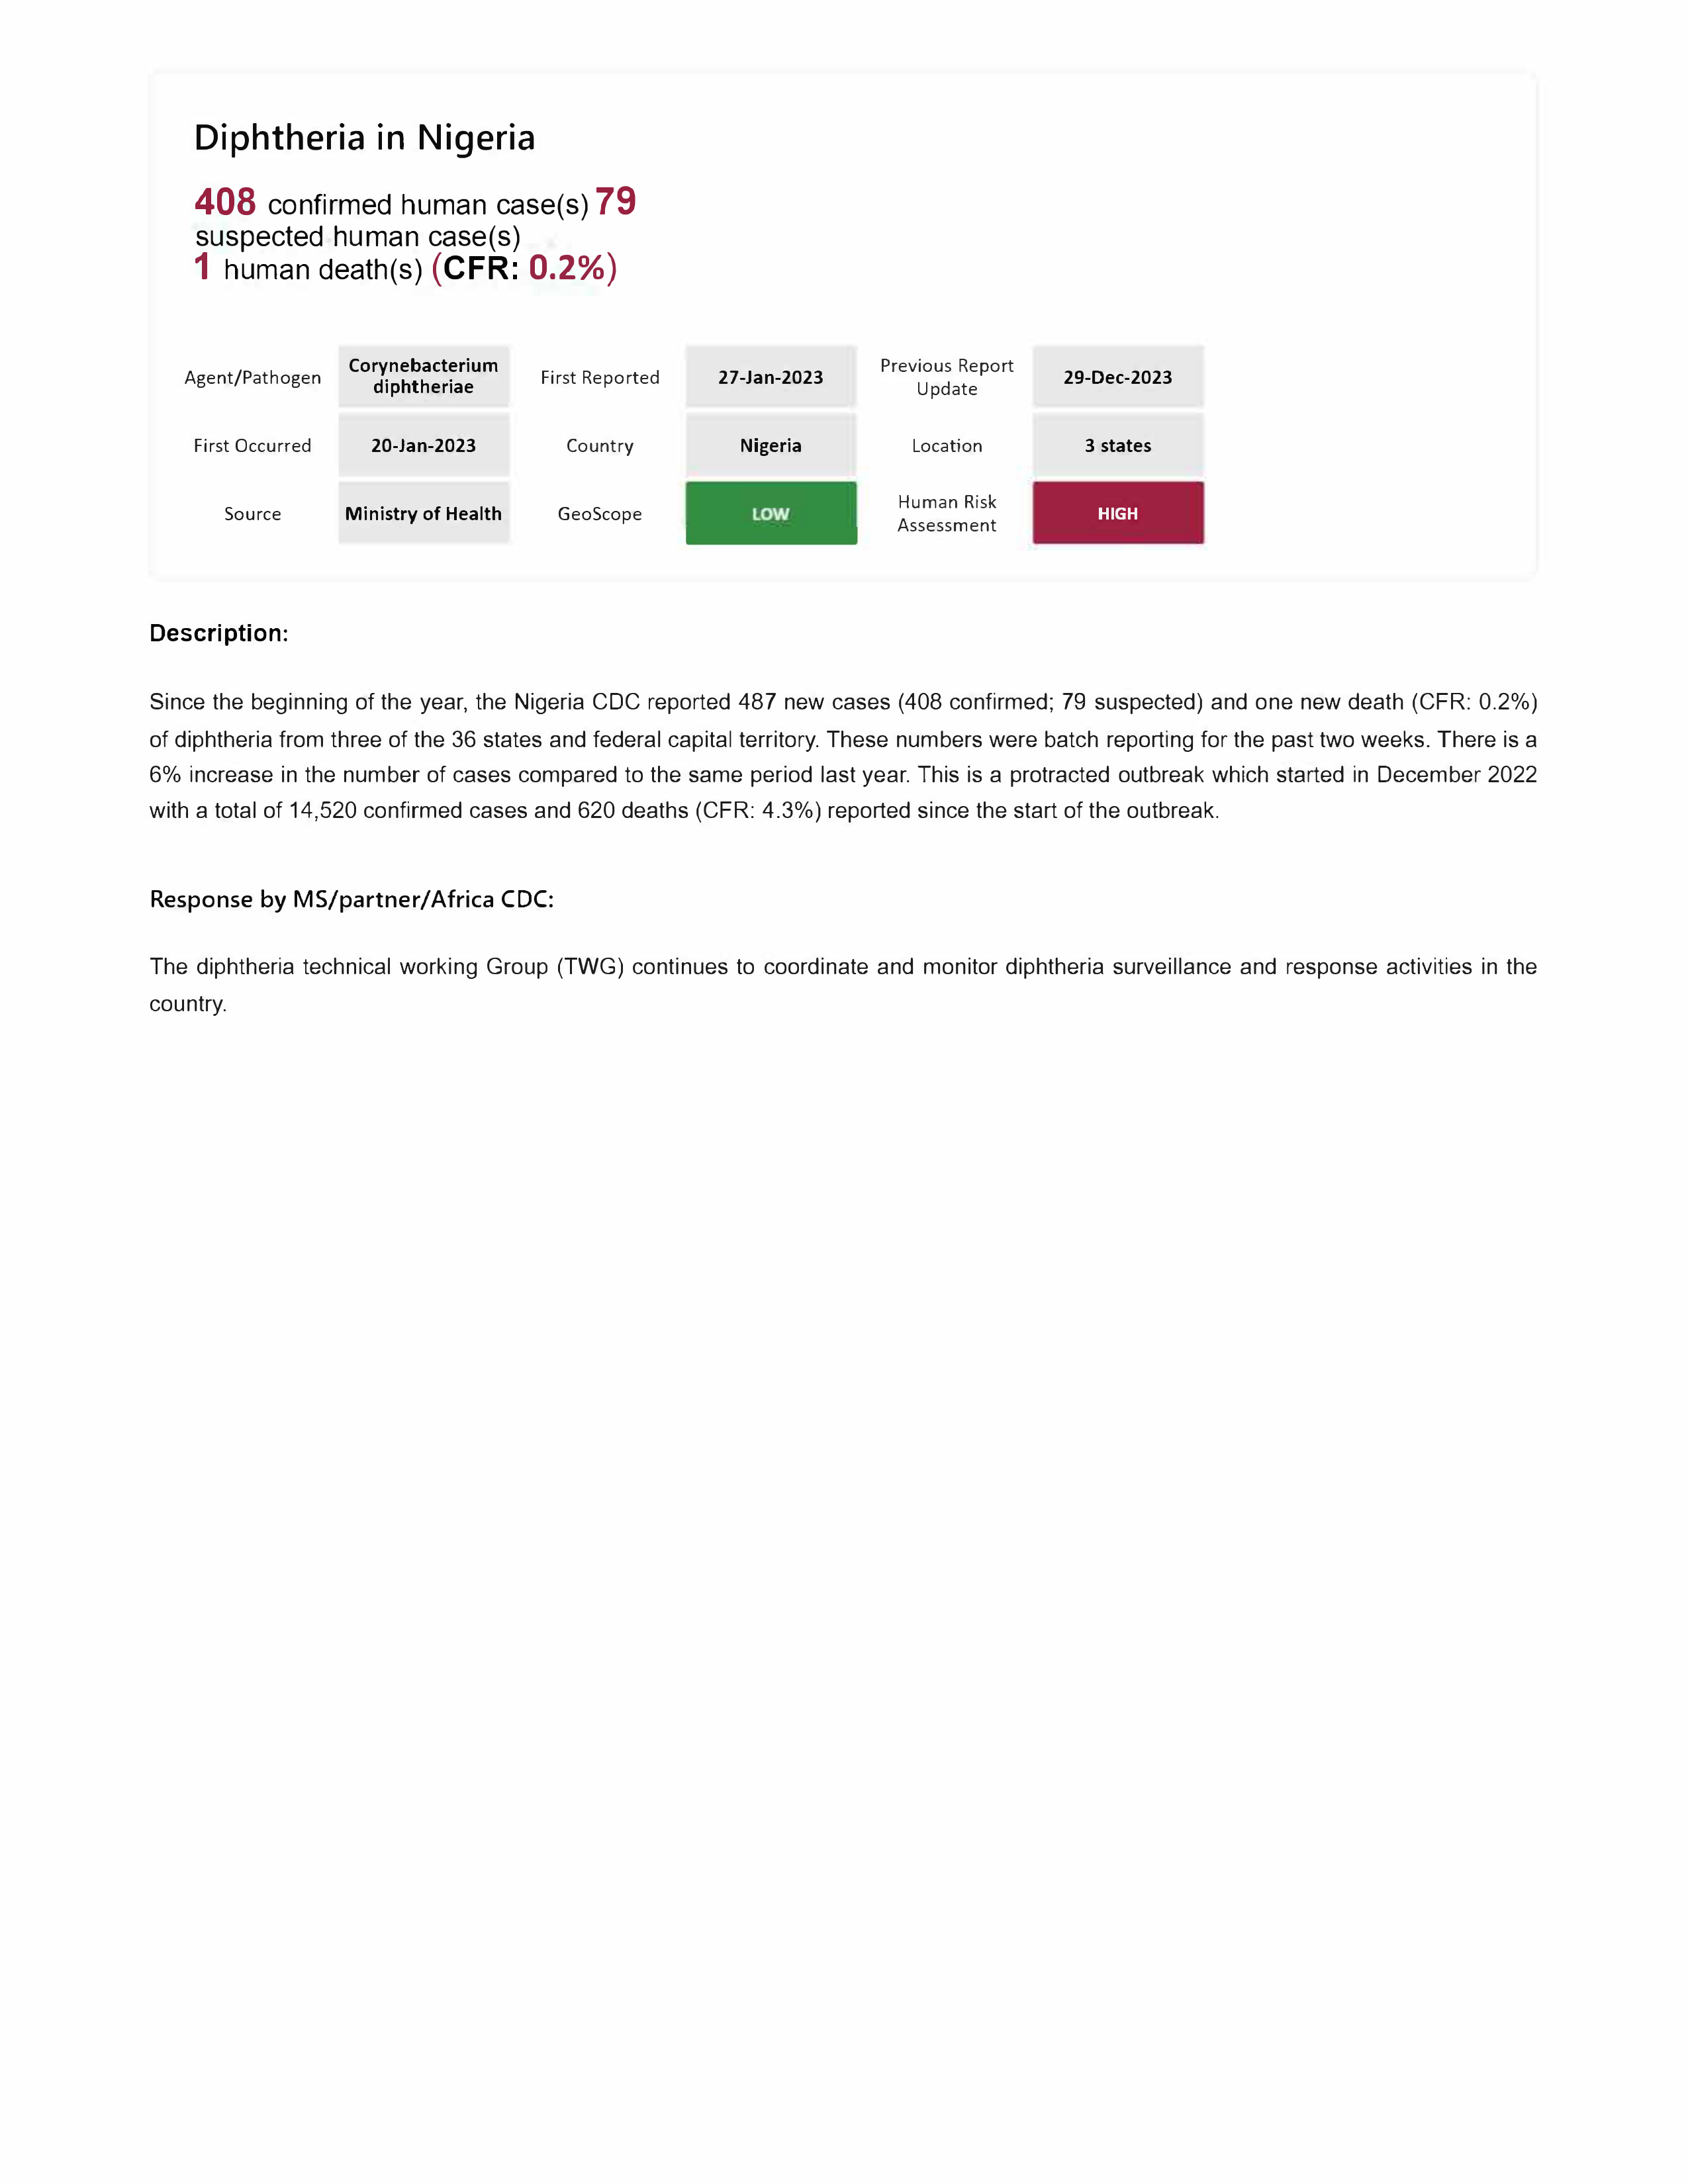 Diphtheria in Nigeria
408 confirmed human case(s) 79
suspected human case(s)
1 human death(s) (CFR: 0.2%)
Agent/Pathogen
Corynebacterium
diphtheriae
First Reported
27-Jan-2023
Previous Report
Update
29-Dec-2023
First Occurred
20-Jan-2023
Country
Nigeria
Location
3 states
Source
Ministry of Health
GeoScope
LOW
Human Risk
Assessment
HIGH
Description:
Since the beginning of the year, the Nigeria CDC reported 487 new cases (408 confirmed; 79 suspected) and one new death (CFR: 0.2%)
of diphtheria from three of the 36 states and federal capital territory. These numbers were batch reporting for the past two weeks. There is a
6% increase in the number of cases compared to the same period last year. This is a protracted outbreak which started in December 2022
with a total of 14,520 confirmed cases and 620 deaths (CFR: 4.3%) reported since the start of the outbreak.
Response by MS/partner/Africa CDC:
The diphtheria technical working Group (TWG) continues to coordinate and monitor diphtheria surveillance and response activities in the
country.